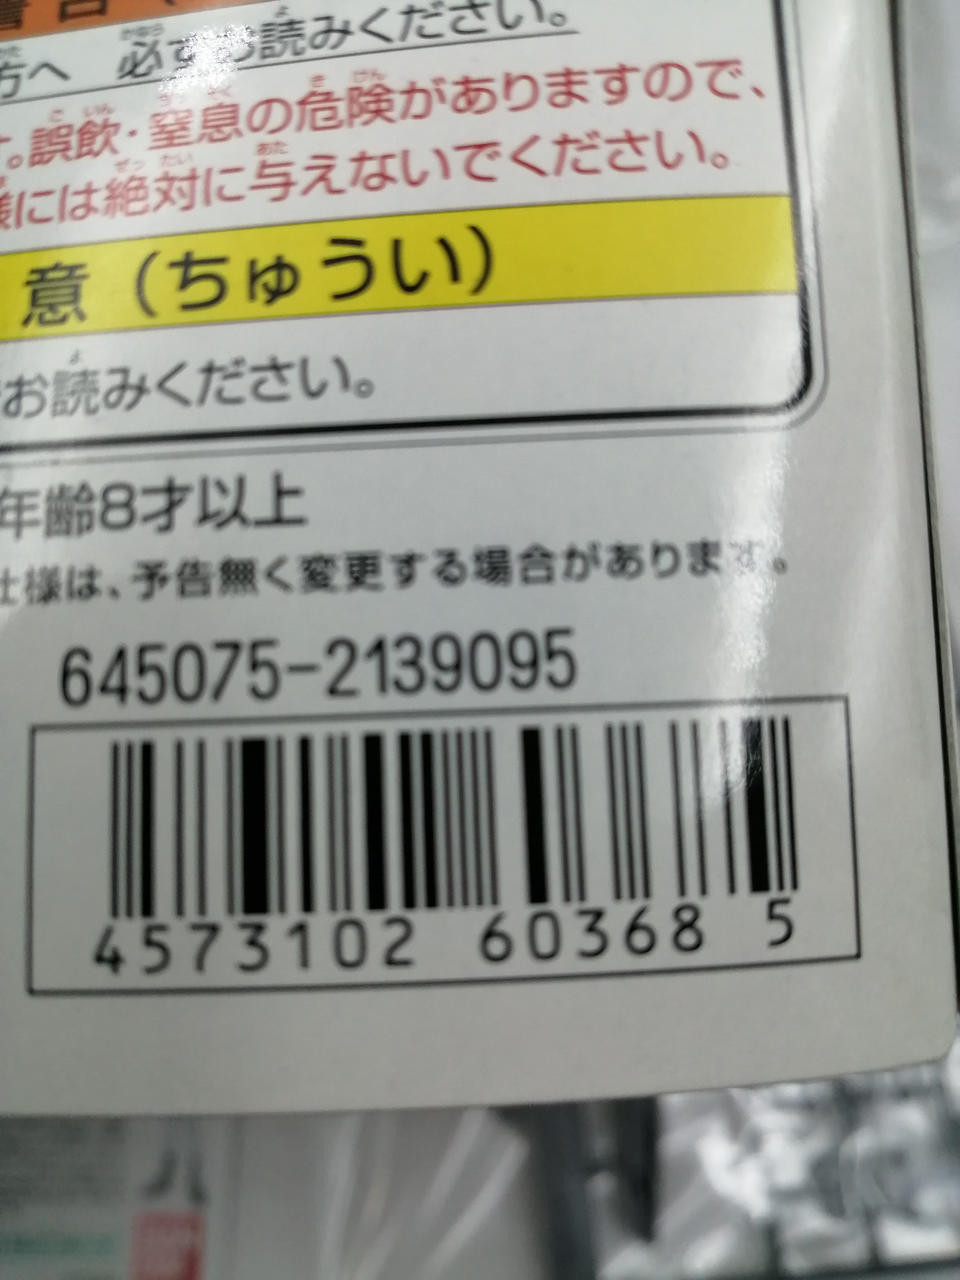 方へ 必ずお読みください。
す。誤飲・窒息の危険がありますので、
様には絶対に与えないでください。
意（ちゅうい）
お読みください。
年齢8才以上
仕様は、予告無く変更する場合があります。
645075-2139095
4573102 60368 5